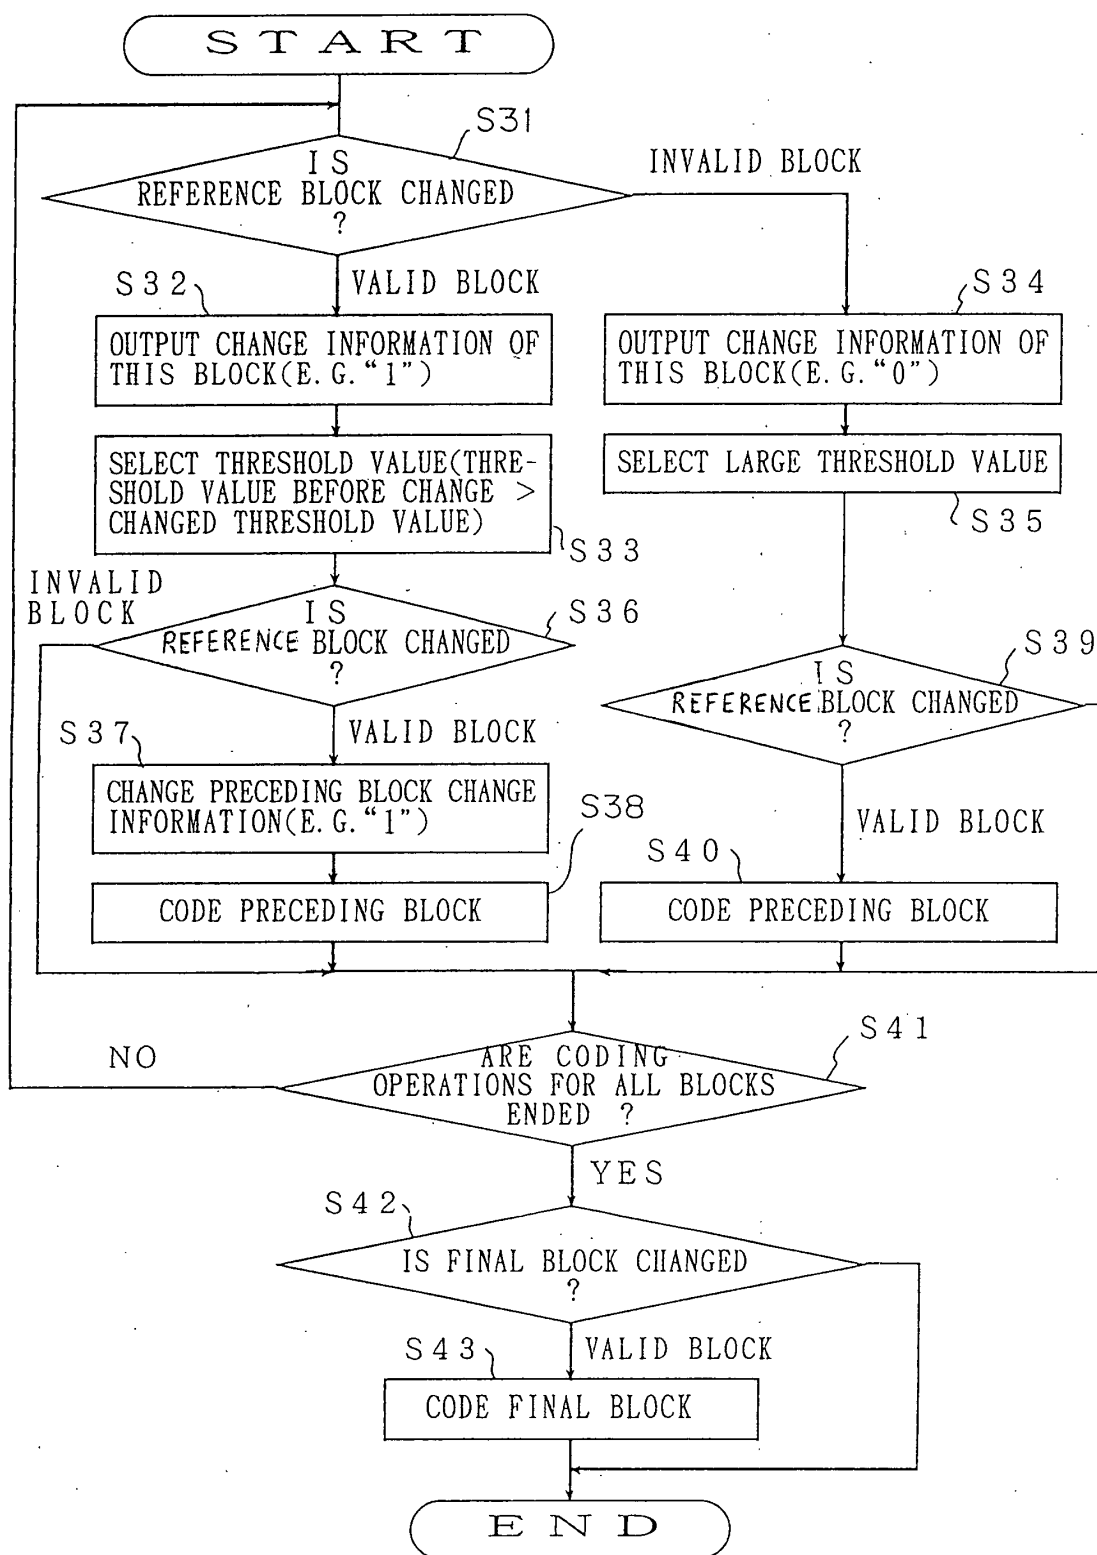 START
S31
IS
REFERENCE BLOCK CHANGED
?
INVALID BLOCK
VALID BLOCK
S32
OUTPUT CHANGE INFORMATION OF
THIS BLOCK(E.G."1")
S34
OUTPUT CHANGE INFORMATION OF
THIS BLOCK(E.G."0")
SELECT THRESHOLD VALUE(THRE-
SHOLD VALUE BEFORE CHANGE >
CHANGED THRESHOLD VALUE)
S33
SELECT LARGE THRESHOLD VALUE
S35
INVALID
BLOCK
IS
REFERENCE BLOCK CHANGED
?
S36
IS
REFERENCE BLOCK CHANGED
?
S39
VALID BLOCK
S37
CHANGE PRECEDING BLOCK CHANGE
INFORMATION(E.G."1")
S38
CODE PRECEDING BLOCK
VALID BLOCK
S40
CODE PRECEDING BLOCK
S41
ARE CODING
OPERATIONS FOR ALL BLOCKS
ENDED ?
NO
YES
S42
IS FINAL BLOCK CHANGED
?
VALID BLOCK
S43
CODE FINAL BLOCK
END